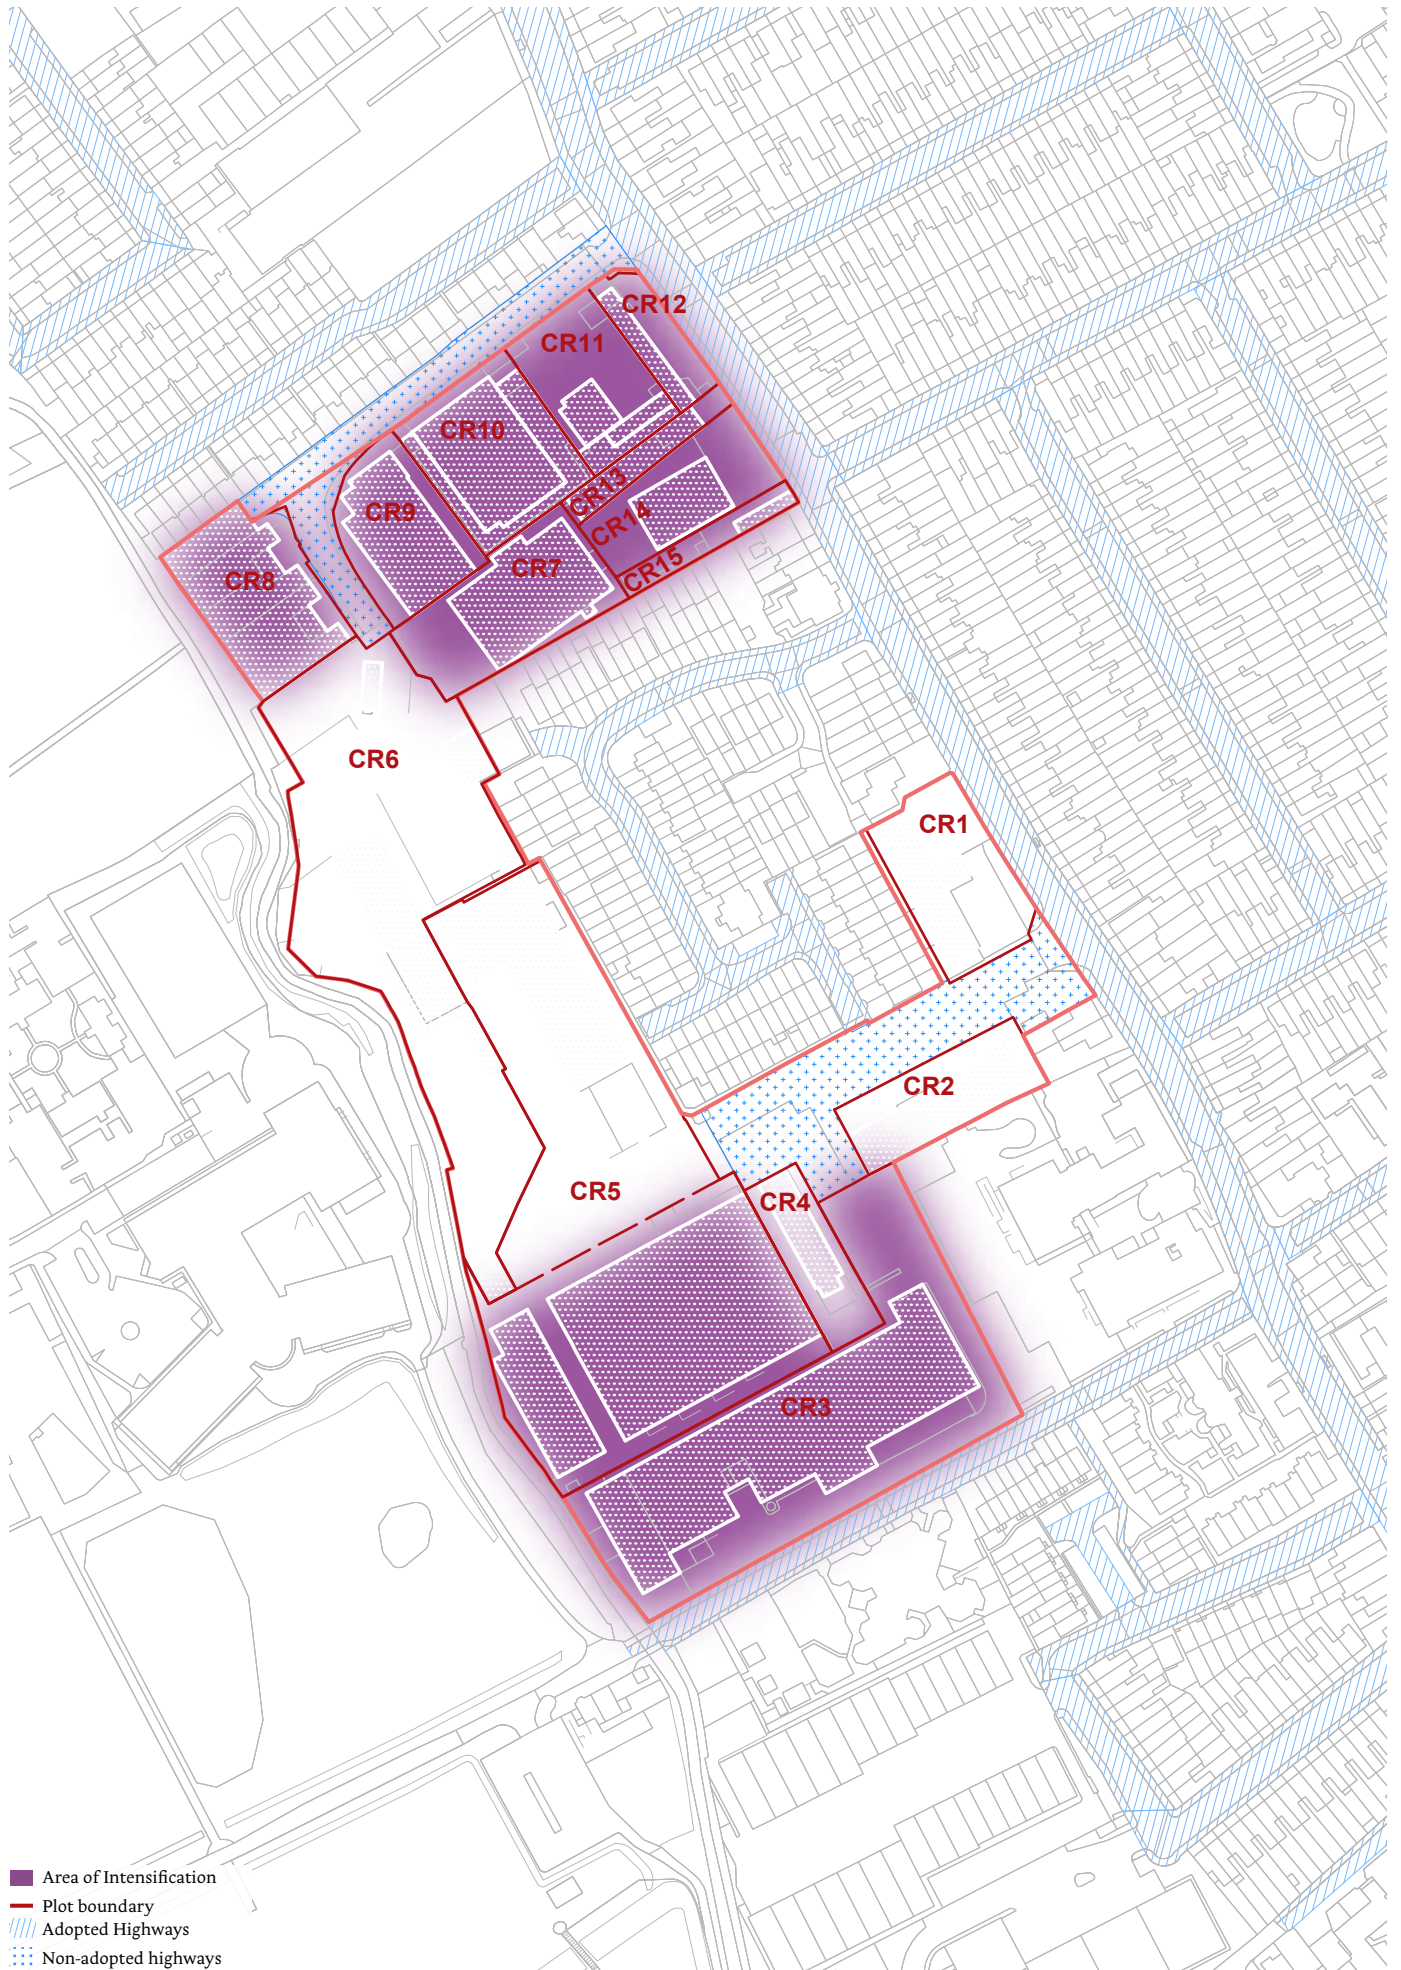 CR12
CR11
CR10
CR13
CR9
CR14
CR7
CR15
CR8
CR6
CR1
CR2
CR5
CR4
CR3
Area of Intensification
Plot boundary
Adopted Highways
Non-adopted highways